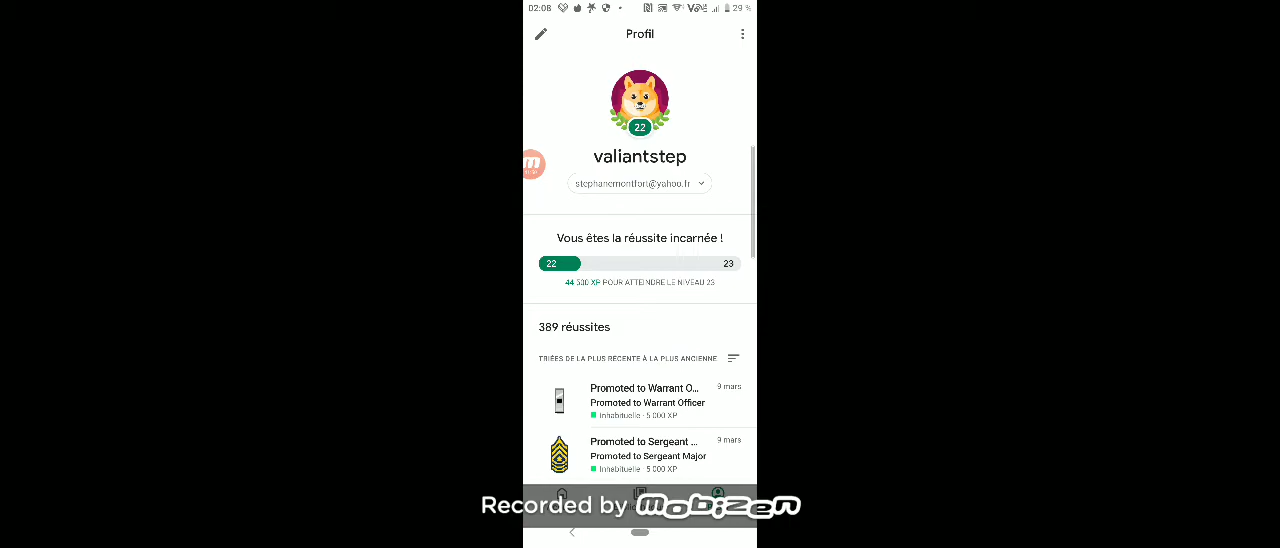 02:08
29 %
Profil
22
valiantstep
stephanemontfort@yahoo.fr
Vous êtes la réussite incarnée !
22 23
44 500 XP POUR ATTEINDRE LE NIVEAU 23
389 réussites
TRIÉES DE LA PLUS RÉCENTE À LA PLUS ANCIENNE
Promoted to Warrant O... 9 mars
Promoted to Warrant Officer
Inhabituelle · 5 000 XP
Promoted to Sergeant ... 9 mars
Promoted to Sergeant Major
Inhabituelle · 5 000 XP
Recorded by mobizen